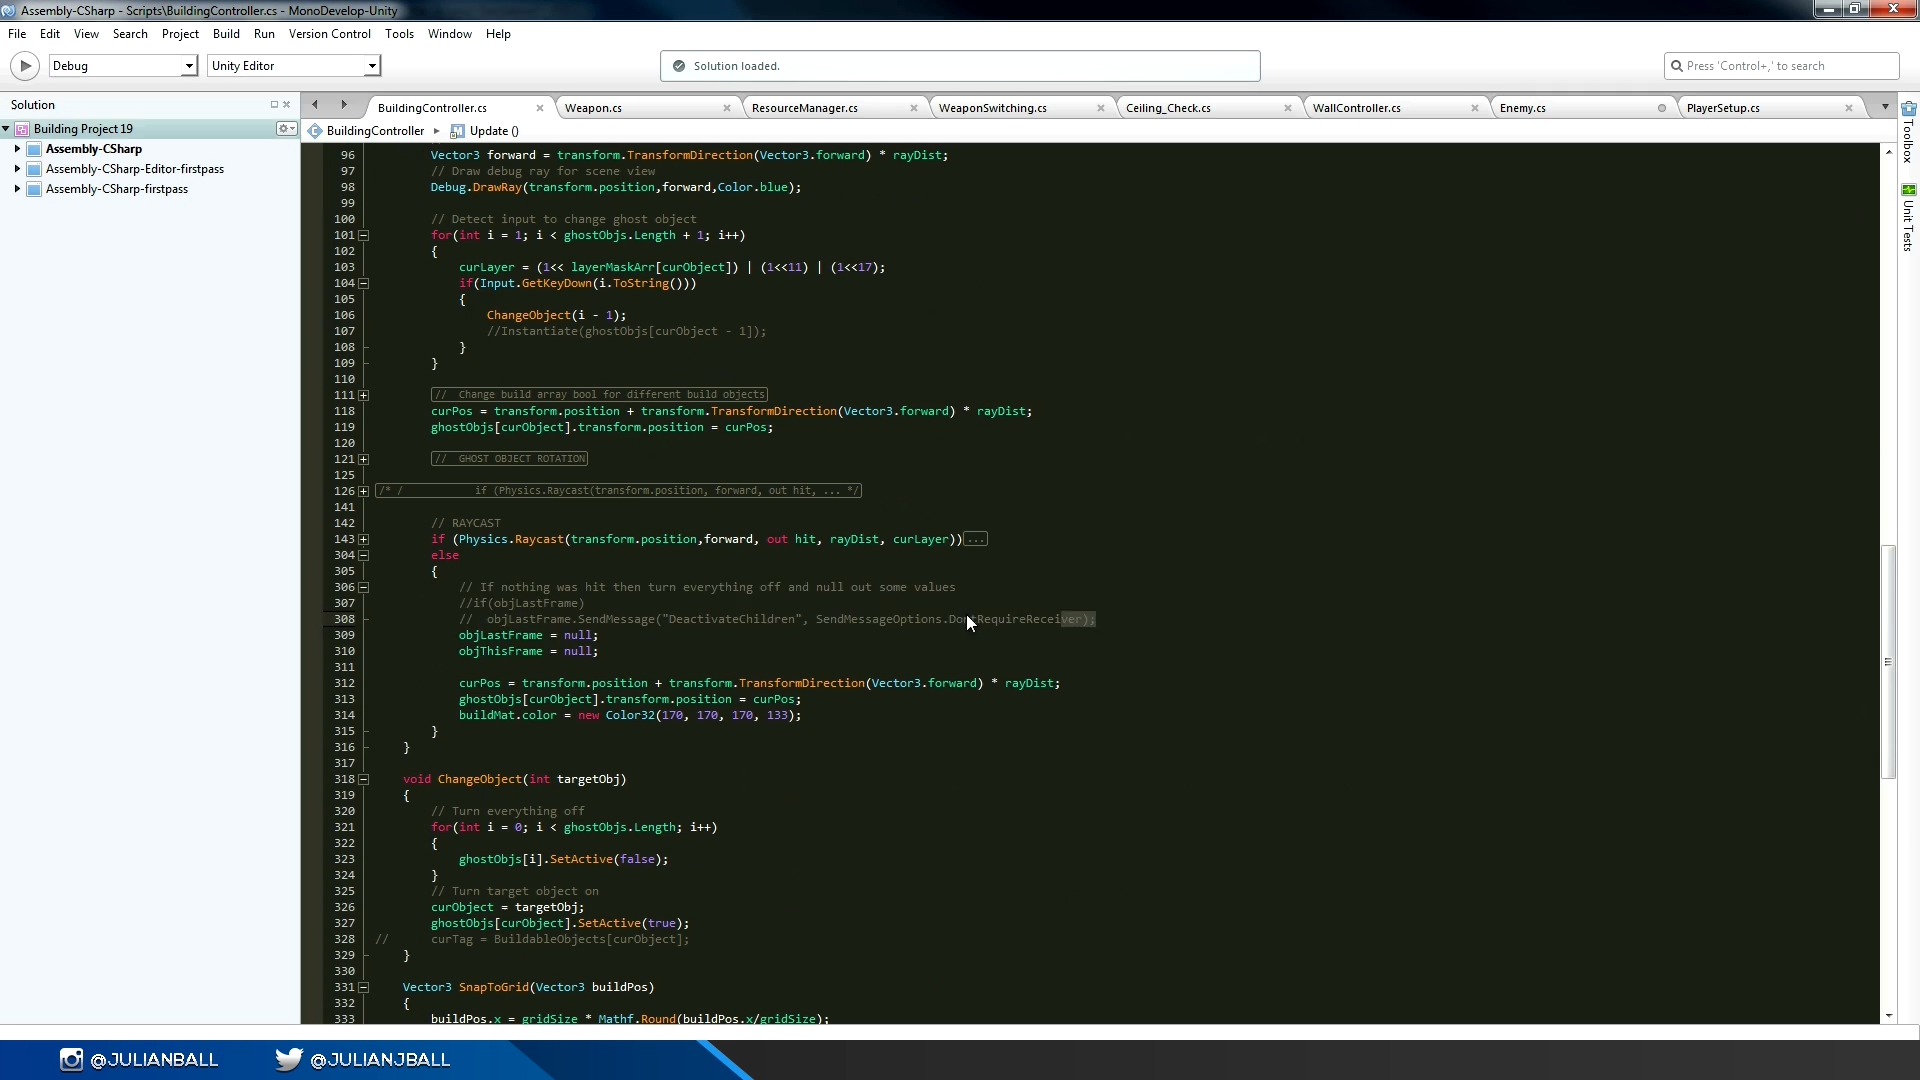 Assembly-CSharp - Scripts\BuildingController.cs - MonoDevelop-Unity
File Edit View Search Project Build Run Version Control Tools Window Help
Debug Unity Editor Solution loaded. Press 'Control+,' to search
Solution BuildingController.cs Weapon.cs ResourceManager.cs WeaponSwitching.cs Ceiling_Check.cs WallController.cs Enemy.cs PlayerSetup.cs
Building Project 19 BuildingController Update ()
Assembly-CSharp
Assembly-CSharp-Editor-firstpass
Assembly-CSharp-firstpass
Toolbox
Unit Tests
96 Vector3 forward = transform.TransformDirection(Vector3.forward) * rayDist;
97 // Draw debug ray for scene view
98 Debug.DrawRay(transform.position,forward,Color.blue);
99
100 // Detect input to change ghost object
101 for(int i = 1; i < ghostObjs.Length + 1; i++)
102 {
103 curLayer = (1<< layerMaskArr[curObject]) | (1<<11) | (1<<17);
104 if(Input.GetKeyDown(i.ToString()))
105 {
106 ChangeObject(i - 1);
107 //Instantiate(ghostObjs[curObject - 1]);
108 }
109 }
110
111 // Change build array bool for different build objects
118 curPos = transform.position + transform.TransformDirection(Vector3.forward) * rayDist;
119 ghostObjs[curObject].transform.position = curPos;
120
121 // GHOST OBJECT ROTATION
125
126 /* / if (Physics.Raycast(transform.position, forward, out hit, ... */
141
142 // RAYCAST
143 if (Physics.Raycast(transform.position,forward, out hit, rayDist, curLayer))...
304 else
305 {
306 // If nothing was hit then turn everything off and null out some values
307 //if(objLastFrame)
308 // objLastFrame.SendMessage("DeactivateChildren", SendMessageOptions.DontRequireReceiver);
309 objLastFrame = null;
310 objThisFrame = null;
311
312 curPos = transform.position + transform.TransformDirection(Vector3.forward) * rayDist;
313 ghostObjs[curObject].transform.position = curPos;
314 buildMat.color = new Color32(170, 170, 170, 133);
315 }
316 }
317
318 void ChangeObject(int targetObj)
319 {
320 // Turn everything off
321 for(int i = 0; i < ghostObjs.Length; i++)
322 {
323 ghostObjs[i].SetActive(false);
324 }
325 // Turn target object on
326 curObject = targetObj;
327 ghostObjs[curObject].SetActive(true);
328 // curTag = BuildableObjects[curObject];
329 }
330
331 Vector3 SnapToGrid(Vector3 buildPos)
332 {
333 buildPos.x = gridSize * Mathf.Round(buildPos.x/gridSize);
@JULIANBALL @JULIANJBALL